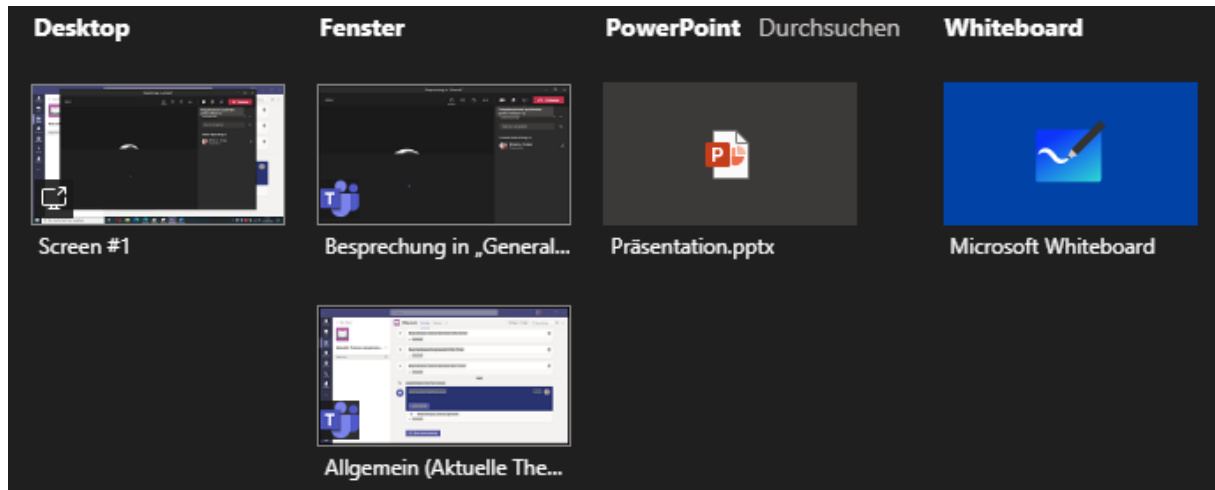 Desktop
Fenster
PowerPoint Durchsuchen
Whiteboard
Screen #1
Besprechung in „General...
Präsentation.pptx
Microsoft Whiteboard
Allgemein (Aktuelle The...